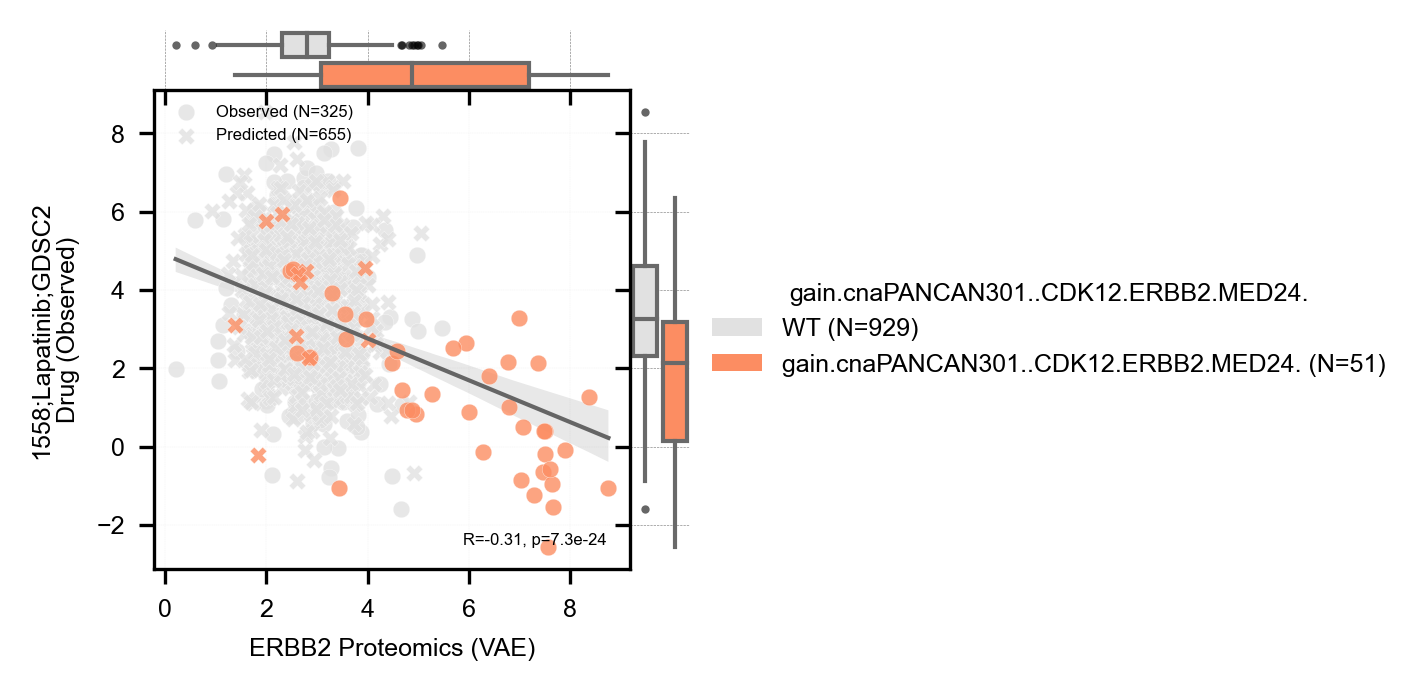 Observed (N=325)
Predicted (N=655)
8
6
4
2
0
−2
1558;Lapatinib;GDSC2
Drug (Observed)
R=-0.31, p=7.3e-24
0 2 4 6 8
ERBB2 Proteomics (VAE)
gain.cnaPANCAN301..CDK12.ERBB2.MED24.
WT (N=929)
gain.cnaPANCAN301..CDK12.ERBB2.MED24. (N=51)